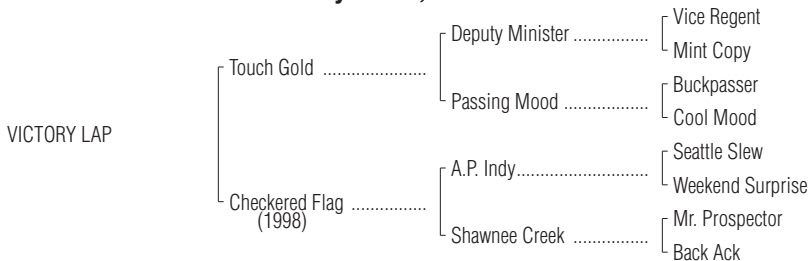 Vice Regent
Deputy Minister ................
Mint Copy
Touch Gold ......................
Buckpasser
Passing Mood ..................
Cool Mood
VICTORY LAP
Seattle Slew
A.P. Indy............................
Weekend Surprise
Checkered Flag ................
(1998)
Mr. Prospector
Shawnee Creek ................
Back Ack